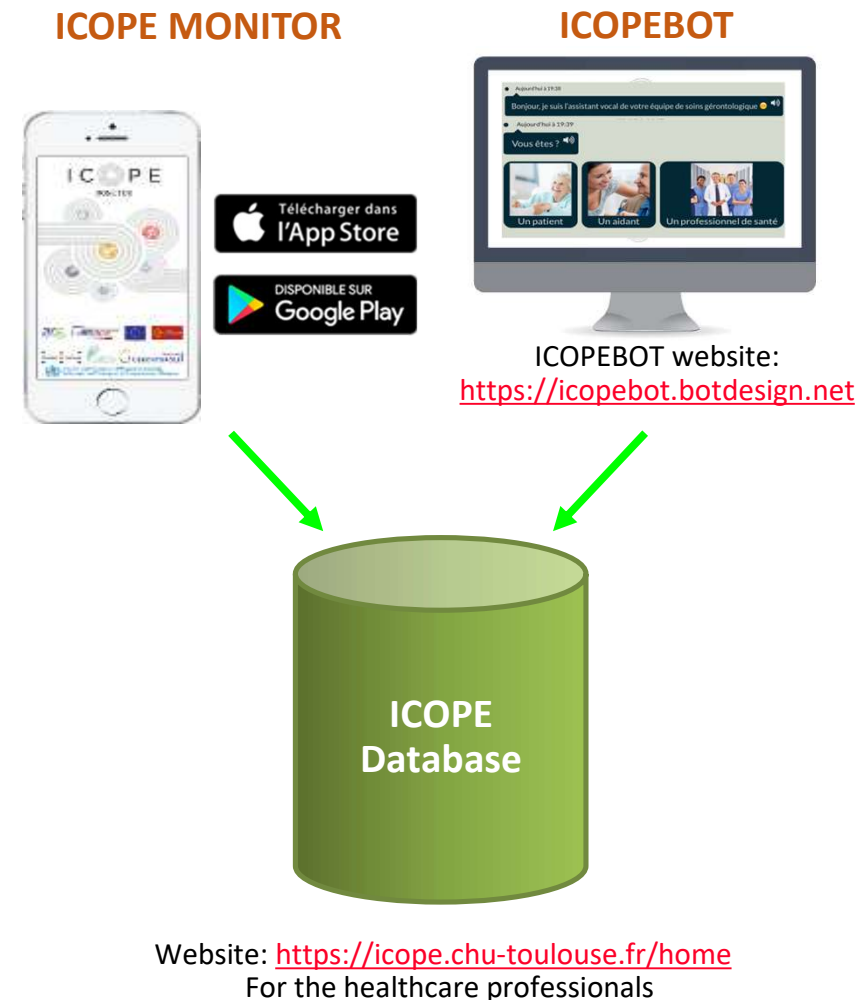 ICOPE MONITOR
ICOPEBOT
ICOPE
MONITOR
Télécharger dans
l'App Store
DISPONIBLE SUR
Google Play
Aujourd'hui à 19:38
Bonjour, je suis l'assistant vocal de votre équipe de soins gérontologique 😊
Aujourd'hui à 19:39
Vous êtes ?
Un patient
Un aidant
Un professionnel de santé
ICOPEBOT website:
https://icopebot.botdesign.net
ICOPE
Database
Website: https://icope.chu-toulouse.fr/home
For the healthcare professionals